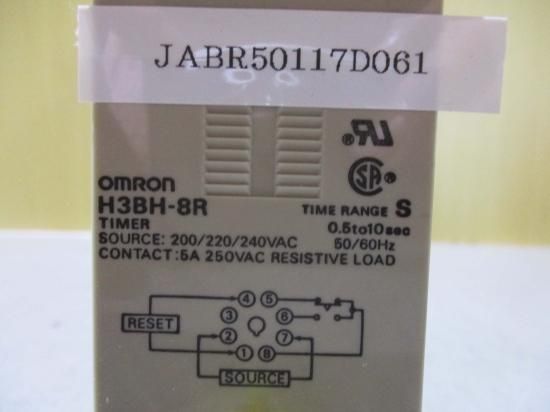 JABR50117D061
omron
H3BH-8R
TIMER
TIME RANGE S
0.5to10sec
SOURCE: 200/220/240VAC 50/60Hz
CONTACT:5A 250VAC RESISTIVE LOAD
4 5
3 6
RESET
2 7
1 8
SOURCE